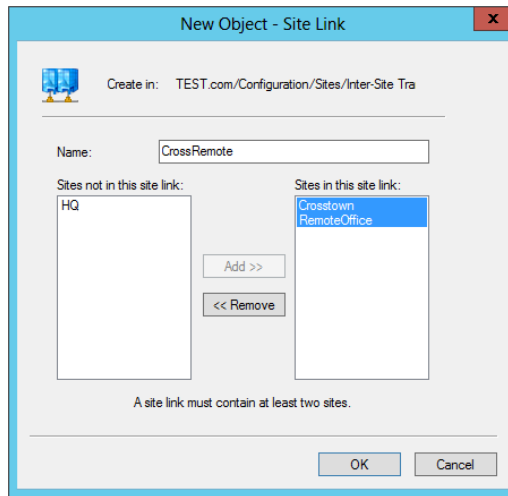 New Object - Site Link
x
Create in: TEST.com/Configuration/Sites/Inter-Site Tra
Name: CrossRemote
Sites not in this site link: Sites in this site link:
HQ Crosstown
RemoteOffice
Add >>
<< Remove
A site link must contain at least two sites.
OK Cancel